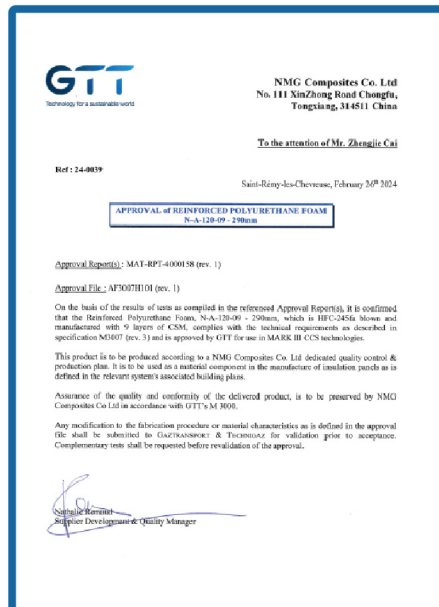 GTT
Technology for a sustainable world
NMG Composites Co. Ltd
No. 111 XinZhong Road Chongfu,
Tongxiang, 314511 China
To the attention of Mr. Zhengjie Cai
Ref : 24-0039
Saint-Rémy-les-Chevreuse, February 26th 2024
APPROVAL of REINFORCED POLYURETHANE FOAM
N-A-120-09 - 290mm
Approval Report(s) : MAT-RPT-4000158 (rev. 1)
Approval File : AF3007H101 (rev. 1)
On the basis of the results of tests as compiled in the referenced Approval Report(s), it is confirmed
that the Reinforced Polyurethane Foam, N-A-120-09 - 290mm, which is HFC-245fa blown and
manufactured with 9 layers of CSM, complies with the technical requirements as described in
specification M3007 (rev. 3) and is approved by GTT for use in MARK III CCS technologies.
This product is to be produced according to a NMG Composites Co. Ltd dedicated quality control &
production plan. It is to be used as a material component in the manufacture of insulation panels as is
defined in the relevant system's associated building plans.
Assurance of the quality and conformity of the delivered product, is to be preserved by NMG
Composites Co Ltd in accordance with GTT's M 3000.
Any modification to the fabrication procedure or material characteristics as is defined in the approval
file shall be submitted to GAZTRANSPORT & TECHNIGAZ for validation prior to acceptance.
Complementary tests shall be requested before revalidation of the approval.
Nathalie
Supplier Development & Quality Manager